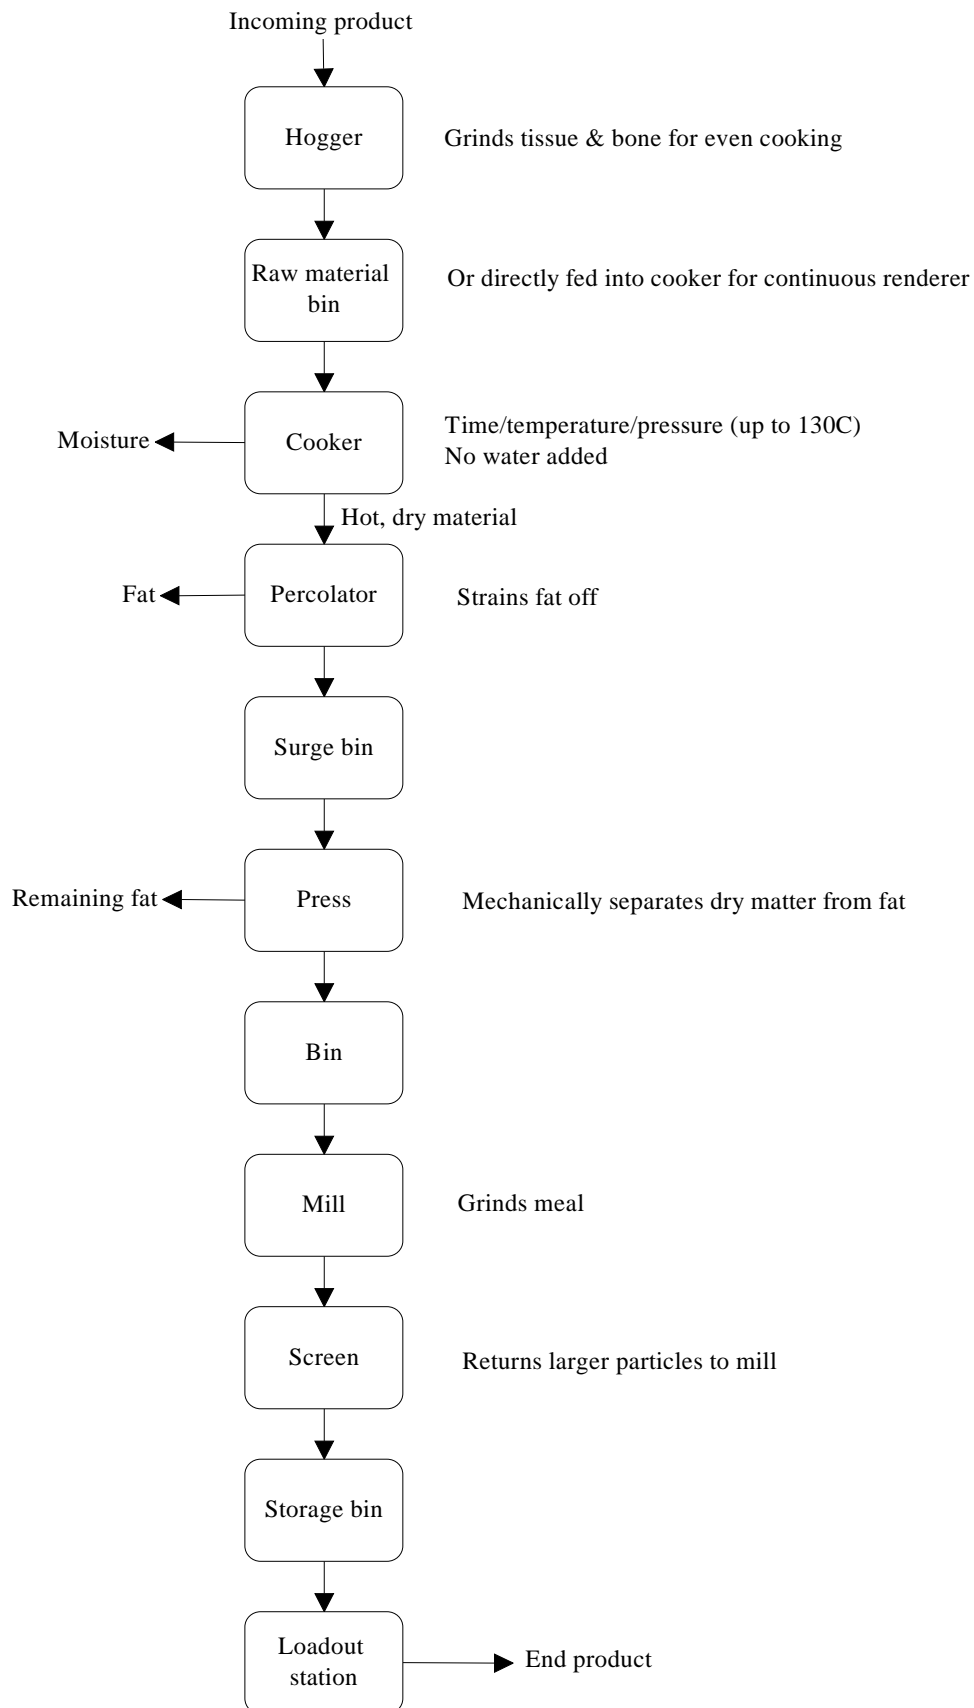 Incoming product
Hogger
Grinds tissue & bone for even cooking
Raw material
bin
Or directly fed into cooker for continuous renderer
Moisture
Cooker
Time/temperature/pressure (up to 130C)
No water added
Hot, dry material
Fat
Percolator
Strains fat off
Surge bin
Remaining fat
Press
Mechanically separates dry matter from fat
Bin
Mill
Grinds meal
Screen
Returns larger particles to mill
Storage bin
Loadout
station
End product